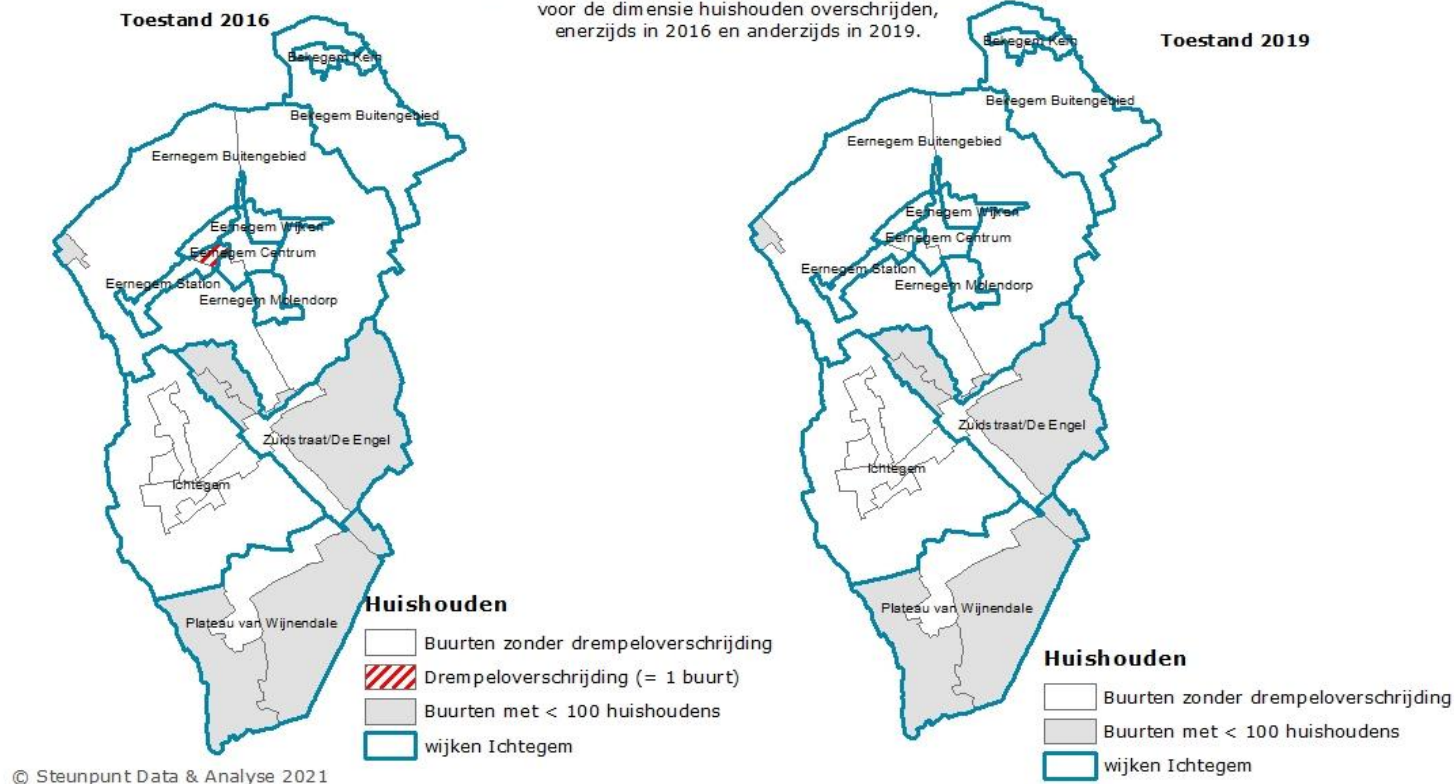 voor de dimensie huishouden overschrijden,
enerzijds in 2016 en anderzijds in 2019.
Toestand 2016
Bekegem Kern
Bekegem Buitengebied
Eernegem Buitengebied
Eernegem Wijken
Eernegem Centrum
Eernegem Station
Eernegem Molendorp
Zuidstraat/De Engel
Ichtegem
Plateau van Wijnendale
Huishouden
Buurten zonder drempeloverschrijding
Drempeloverschrijding (= 1 buurt)
Buurten met < 100 huishoudens
wijken Ichtegem
© Steunpunt Data & Analyse 2021
Toestand 2019
Bekegem Kern
Bekegem Buitengebied
Eernegem Buitengebied
Eernegem Wijken
Eernegem Centrum
Eernegem Station
Eernegem Molendorp
Zuidstraat/De Engel
Ichtegem
Plateau van Wijnendale
Huishouden
Buurten zonder drempeloverschrijding
Buurten met < 100 huishoudens
wijken Ichtegem